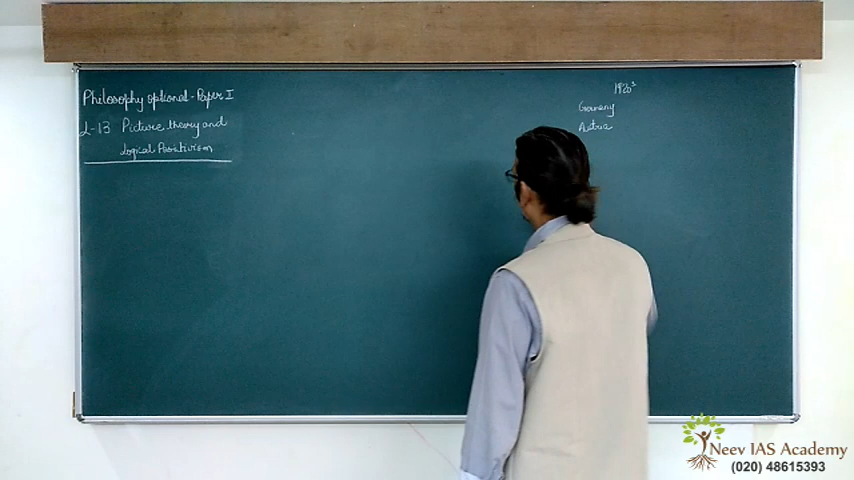 Philosophy optional - Paper I
L-13 Picture theory and
Logical Positivism
1920s
Germany
Austria
Neev IAS Academy
(020) 48615393